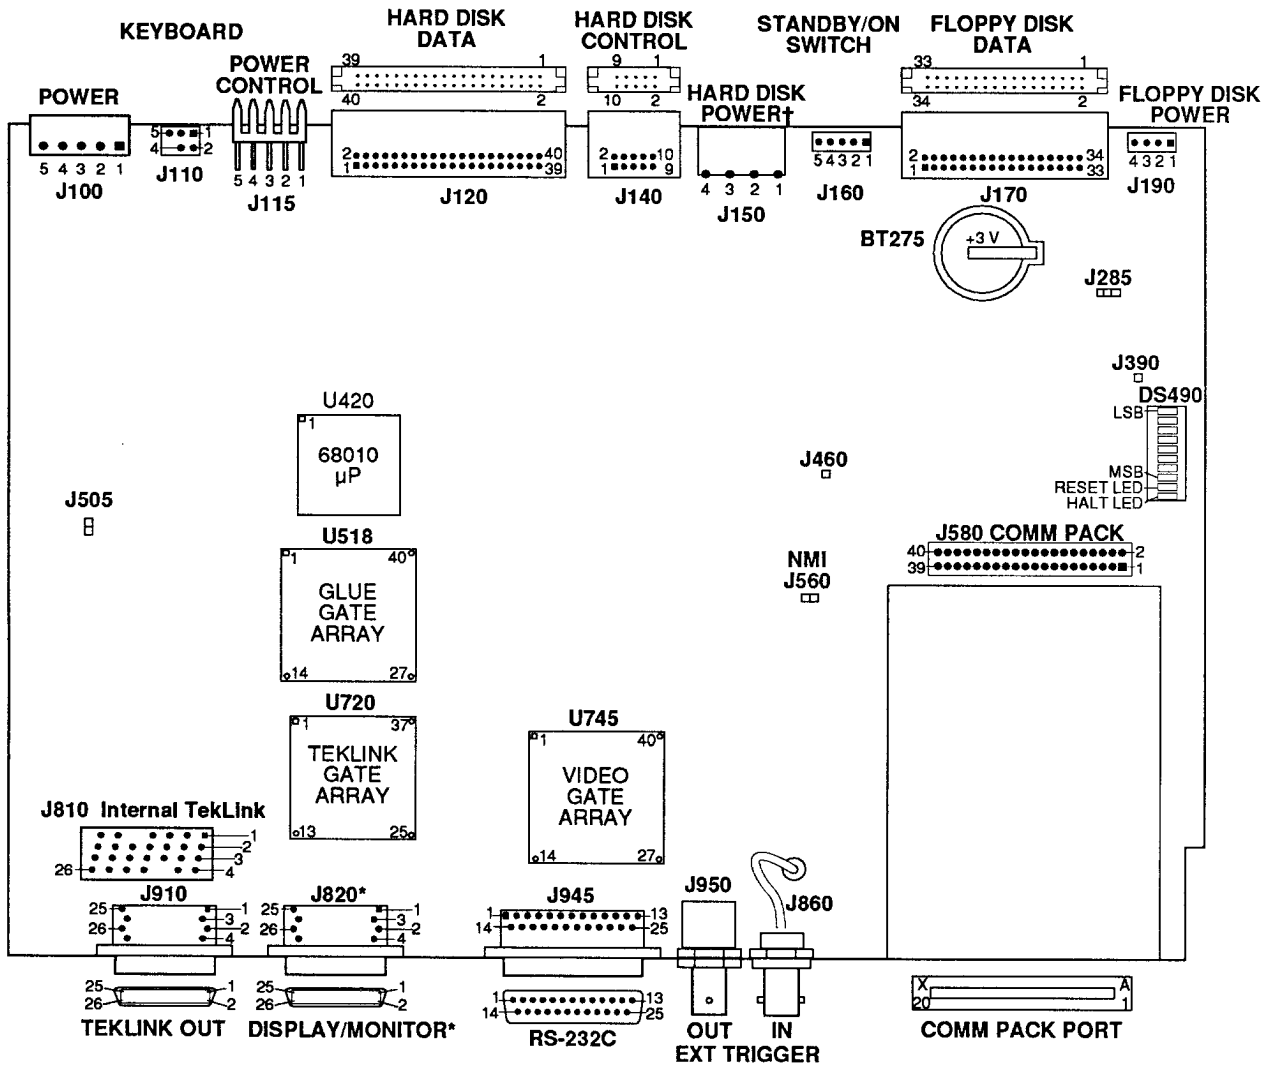 KEYBOARD
HARD DISK
DATA
HARD DISK
CONTROL
STANDBY/ON
SWITCH
FLOPPY DISK
DATA
POWER
CONTROL
39 1
9 1
33 1
POWER
40 2
10 2
HARD DISK
POWER†
34 2
FLOPPY DISK
POWER
5 1
4 2
2 40
1 39
2 10
1 9
5 4 3 2 1
2 34
1 33
4 3 2 1
5 4 3 2 1
J100
J110
5 4 3 2 1
J115
J120
J140
4 3 2 1
J150
J160
J170
J190
BT275
+3 V
J285
J390
DS490
LSB
MSB
RESET LED
HALT LED
U420
1
68010
µP
J460
J505
U518
1 40
GLUE
GATE
ARRAY
14 27
J580 COMM PACK
40 2
39 1
NMI
J560
U720
1 37
TEKLINK
GATE
ARRAY
13 25
U745
1 40
VIDEO
GATE
ARRAY
14 27
J810 Internal TekLink
1
2
3
26 4
J910
25 1
3
26 2
4
J820*
25 1
3
26 2
4
J945
1 13
14 25
J950
J860
25 1
26 2
TEKLINK OUT
25 1
26 2
DISPLAY/MONITOR*
1 13
14 25
RS-232C
OUT IN
EXT TRIGGER
X A
20 1
COMM PACK PORT